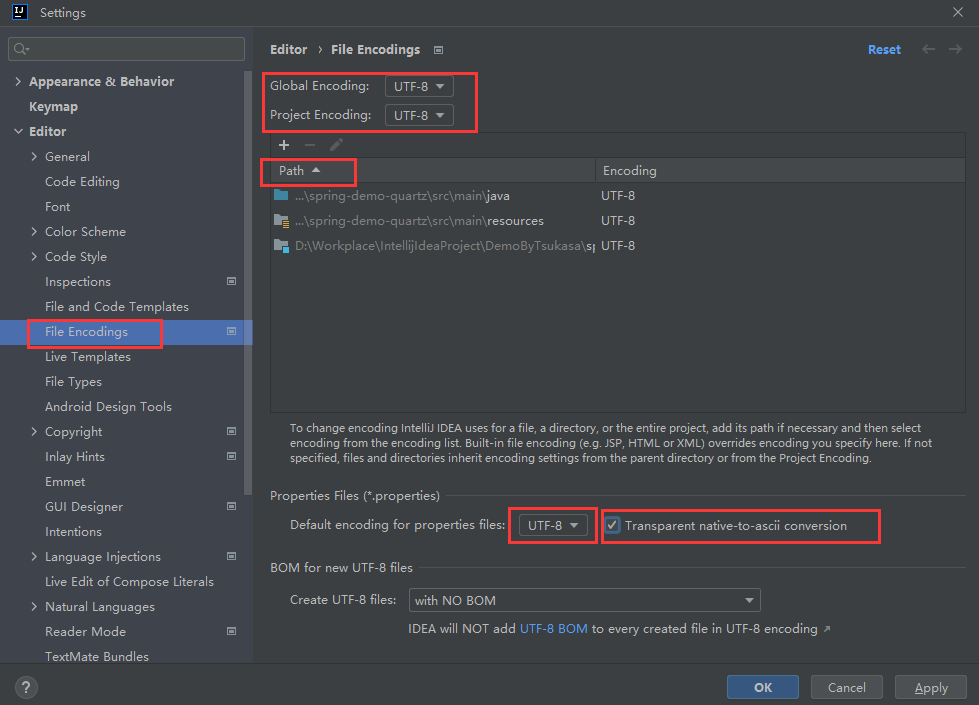 Settings
Appearance & Behavior
Keymap
Editor
General
Code Editing
Font
Color Scheme
Code Style
Inspections
File and Code Templates
File Encodings
Live Templates
File Types
Android Design Tools
Copyright
Inlay Hints
Emmet
GUI Designer
Intentions
Language Injections
Live Edit of Compose Literals
Natural Languages
Reader Mode
TextMate Bundles
Editor › File Encodings
Reset
Global Encoding: UTF-8
Project Encoding: UTF-8
Path Encoding
...\spring-demo-quartz\src\main\java UTF-8
...\spring-demo-quartz\src\main\resources UTF-8
D:\Workplace\IntellijIdeaProject\DemoByTsukasa\sp UTF-8
To change encoding IntelliJ IDEA uses for a file, a directory, or the entire project, add its path if necessary and then select
encoding from the encoding list. Built-in file encoding (e.g. JSP, HTML or XML) overrides encoding you specify here. If not
specified, files and directories inherit encoding settings from the parent directory or from the Project Encoding.
Properties Files (*.properties)
Default encoding for properties files: UTF-8 Transparent native-to-ascii conversion
BOM for new UTF-8 files
Create UTF-8 files: with NO BOM
IDEA will NOT add UTF-8 BOM to every created file in UTF-8 encoding ↗
? OK Cancel Apply